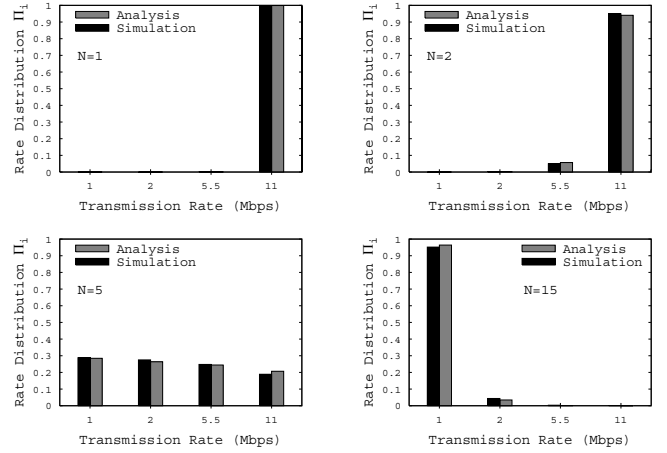 Rate Distribution Πi
1
0.9
0.8
0.7
0.6
0.5
0.4
0.3
0.2
0.1
0
Analysis
Simulation
N=1
1 2 5.5 11
Transmission Rate (Mbps)
Rate Distribution Πi
1
0.9
0.8
0.7
0.6
0.5
0.4
0.3
0.2
0.1
0
Analysis
Simulation
N=2
1 2 5.5 11
Transmission Rate (Mbps)
Rate Distribution Πi
1
0.9
0.8
0.7
0.6
0.5
0.4
0.3
0.2
0.1
0
Analysis
Simulation
N=5
1 2 5.5 11
Transmission Rate (Mbps)
Rate Distribution Πi
1
0.9
0.8
0.7
0.6
0.5
0.4
0.3
0.2
0.1
0
Analysis
Simulation
N=15
1 2 5.5 11
Transmission Rate (Mbps)